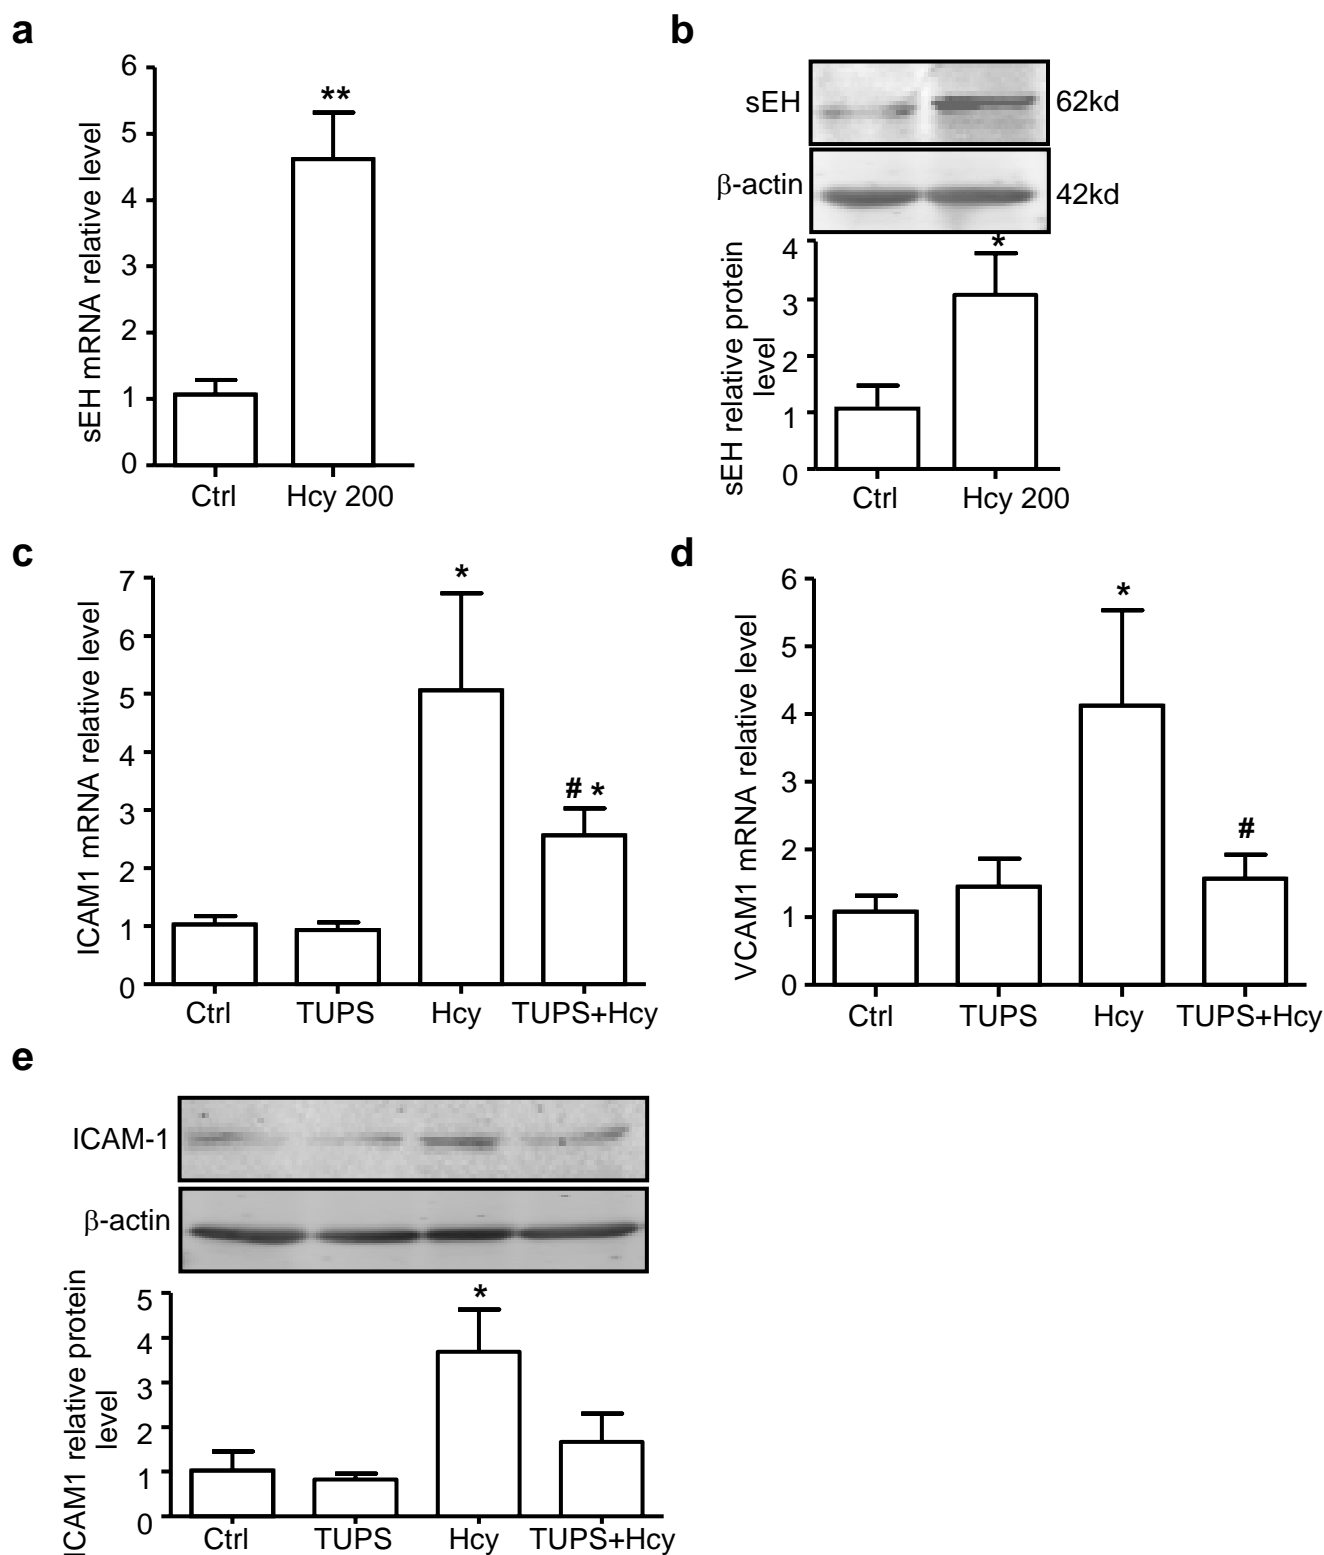 a
6
5
4
3
2
1
0
sEH mRNA relative level
**
Ctrl
Hcy 200
b
sEH
62kd
β-actin
42kd
4
3
2
1
0
sEH relative protein
level
*
Ctrl
Hcy 200
c
7
6
5
4
3
2
1
0
ICAM1 mRNA relative level
*
# *
Ctrl
TUPS
Hcy
TUPS+Hcy
d
6
5
4
3
2
1
0
VCAM1 mRNA relative level
*
#
Ctrl
TUPS
Hcy
TUPS+Hcy
e
ICAM-1
β-actin
5
4
3
2
1
0
ICAM1 relative protein
level
*
Ctrl
TUPS
Hcy
TUPS+Hcy